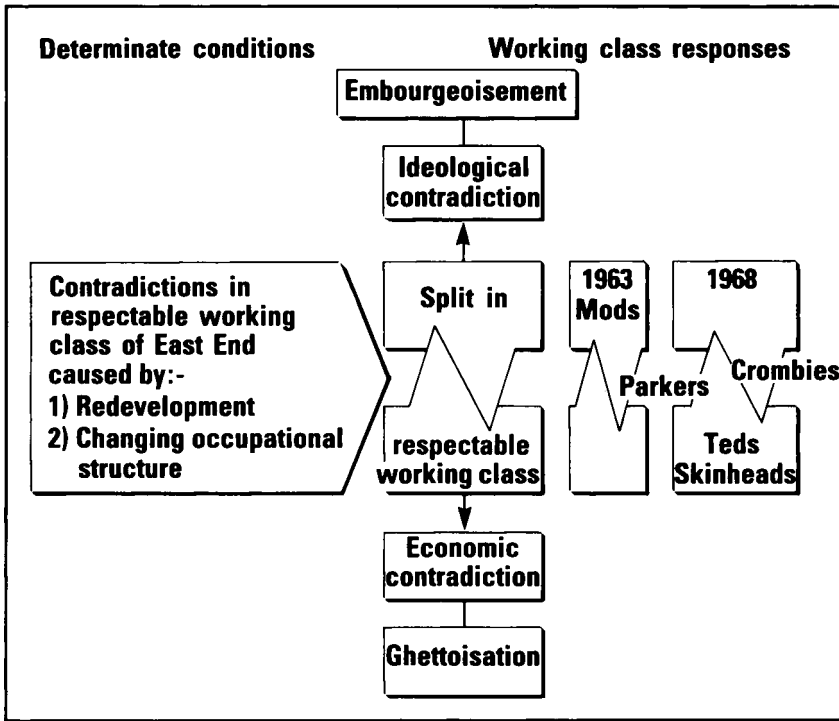 Determinate conditions
Working class responses
Embourgeoisement
Ideological
contradiction
Contradictions in
respectable working
class of East End
caused by:-
1) Redevelopment
2) Changing occupational
structure
Split in
respectable
working class
1963
Mods
Parkers
1968
Crombies
Teds
Skinheads
Economic
contradiction
Ghettoisation